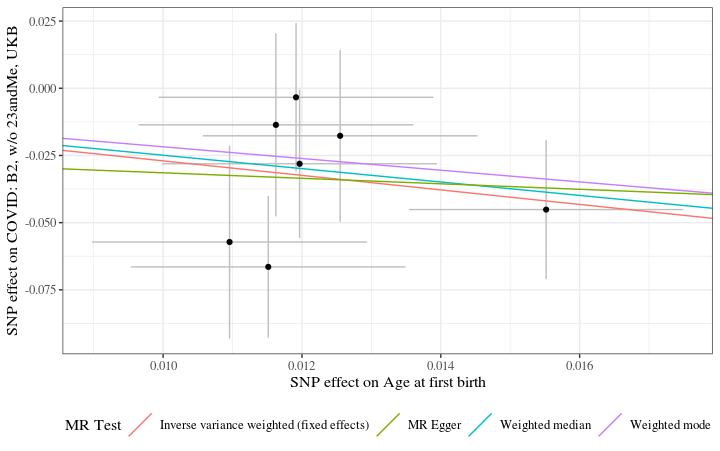 SNP effect on COVID: B2, w/o 23andMe, UKB
0.025
0.000
-0.025
-0.050
-0.075
0.010 0.012 0.014 0.016
SNP effect on Age at first birth
MR Test Inverse variance weighted (fixed effects) MR Egger Weighted median Weighted mode